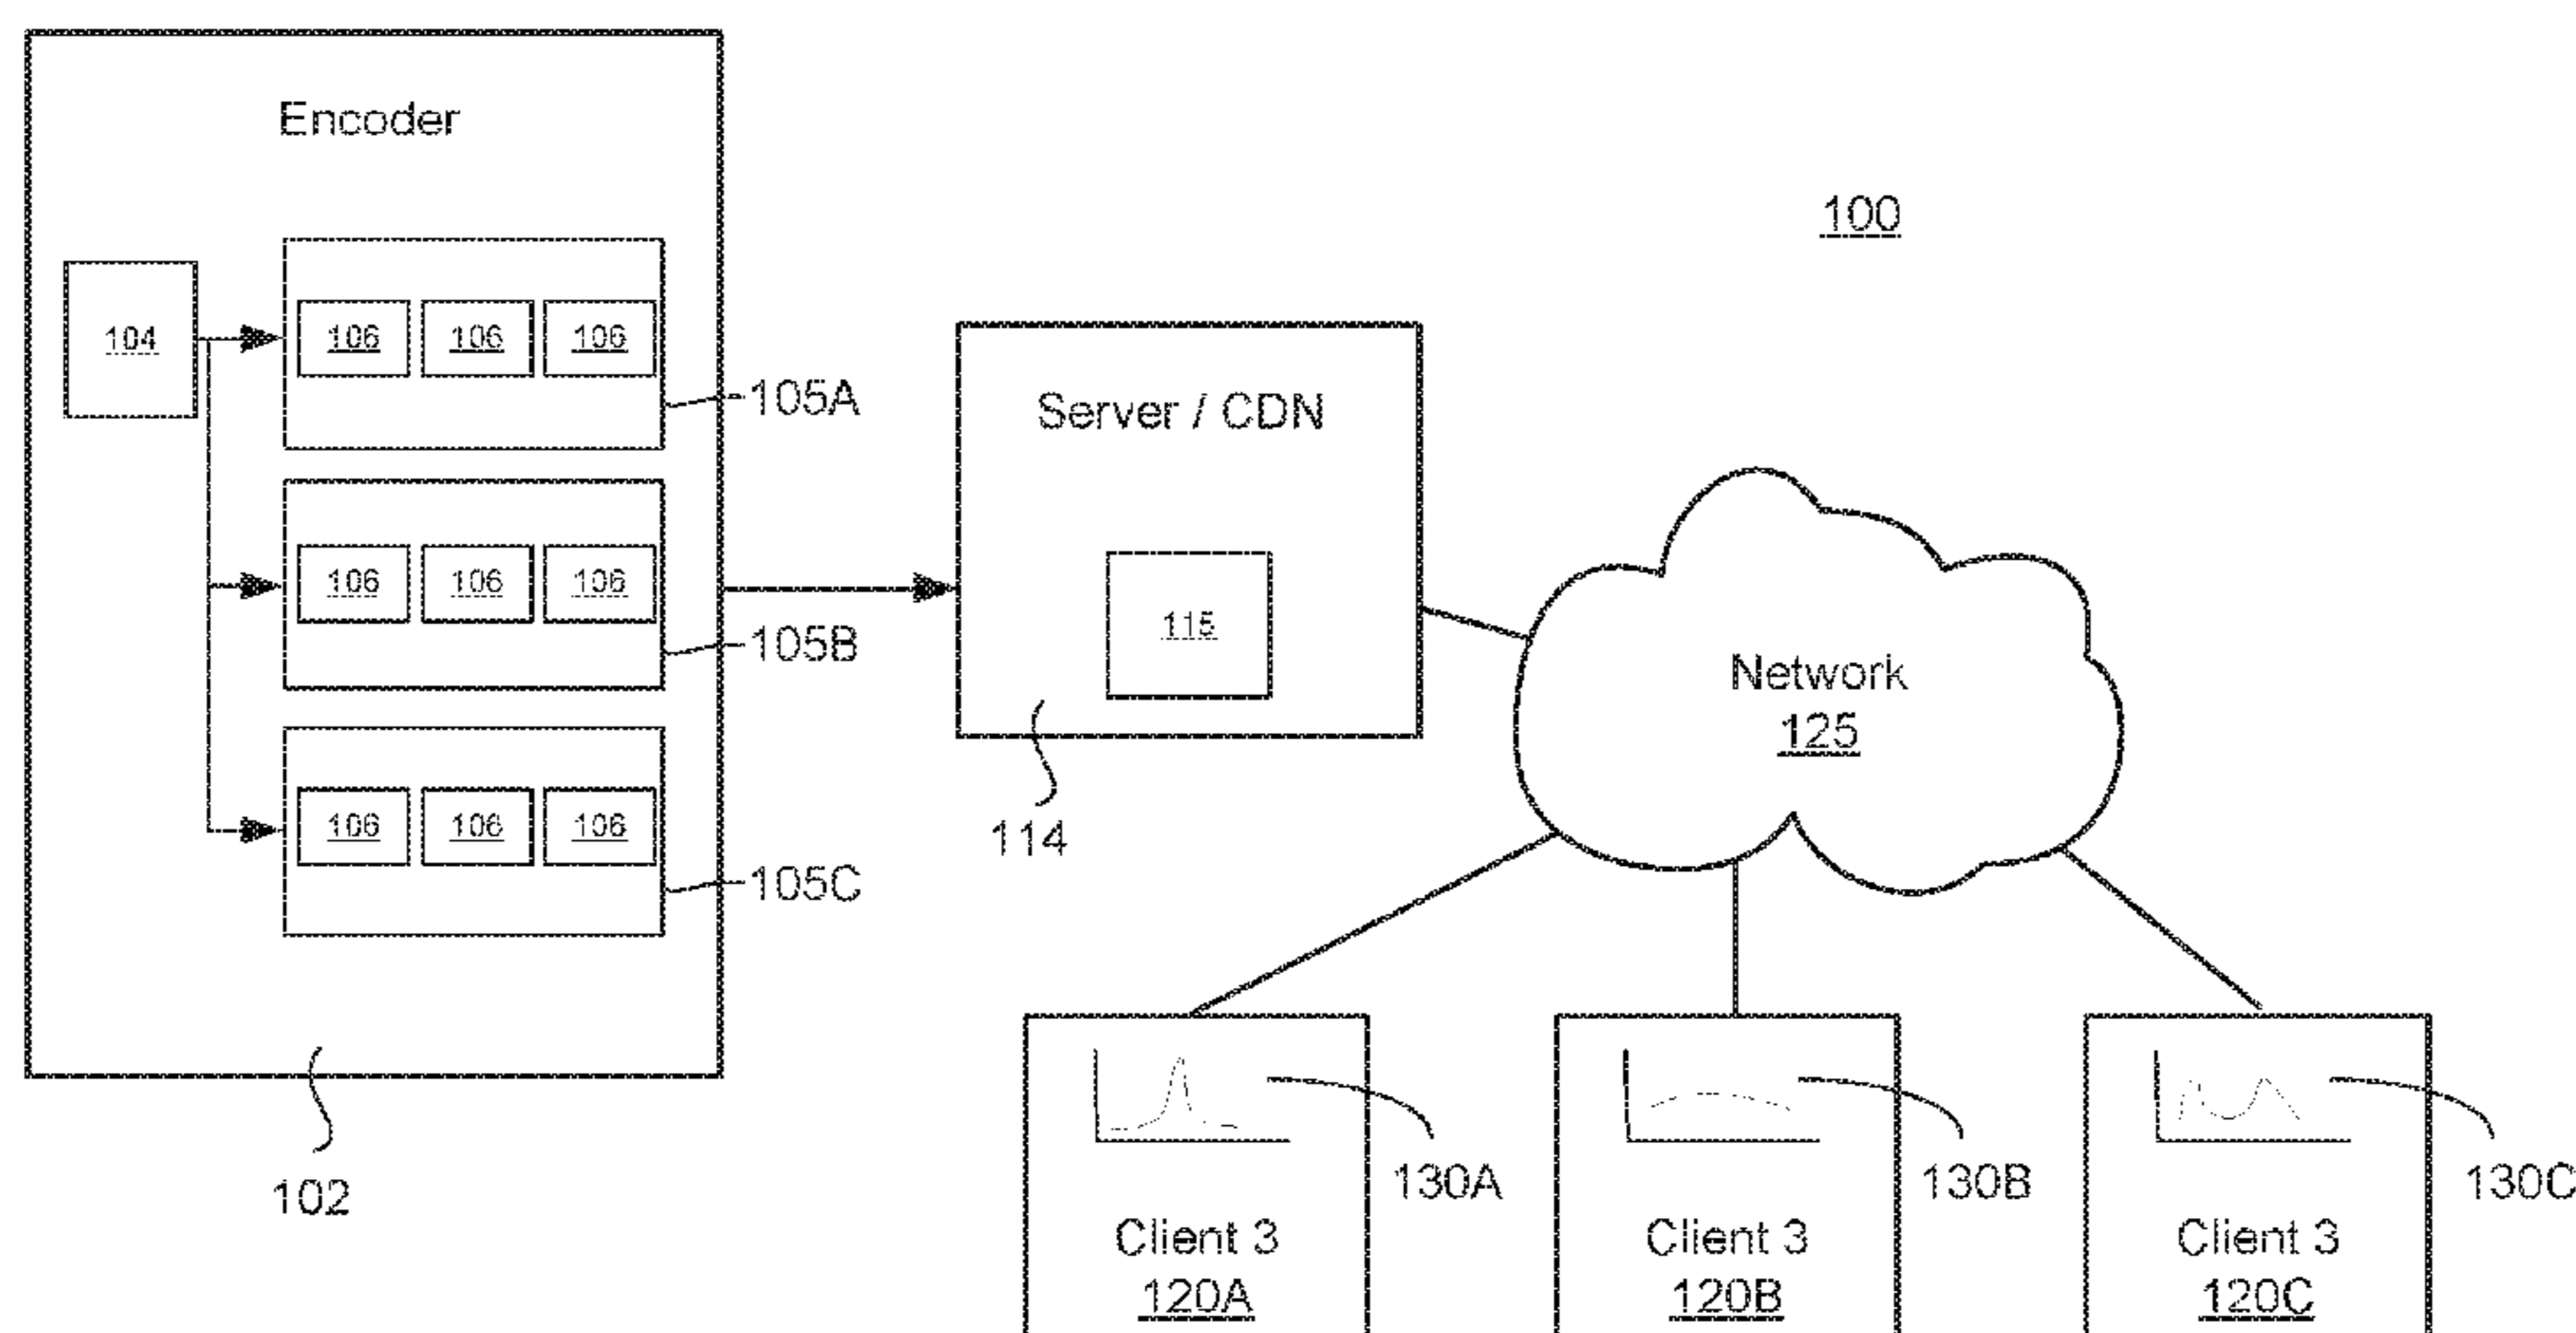 Encoder
100
104
106 106 106
105A
Server / CDN
106 106 106
115
105B
Network
125
106 106 106
114
105C
102
130A
130B
130C
Client 3
120A
Client 3
120B
Client 3
120C